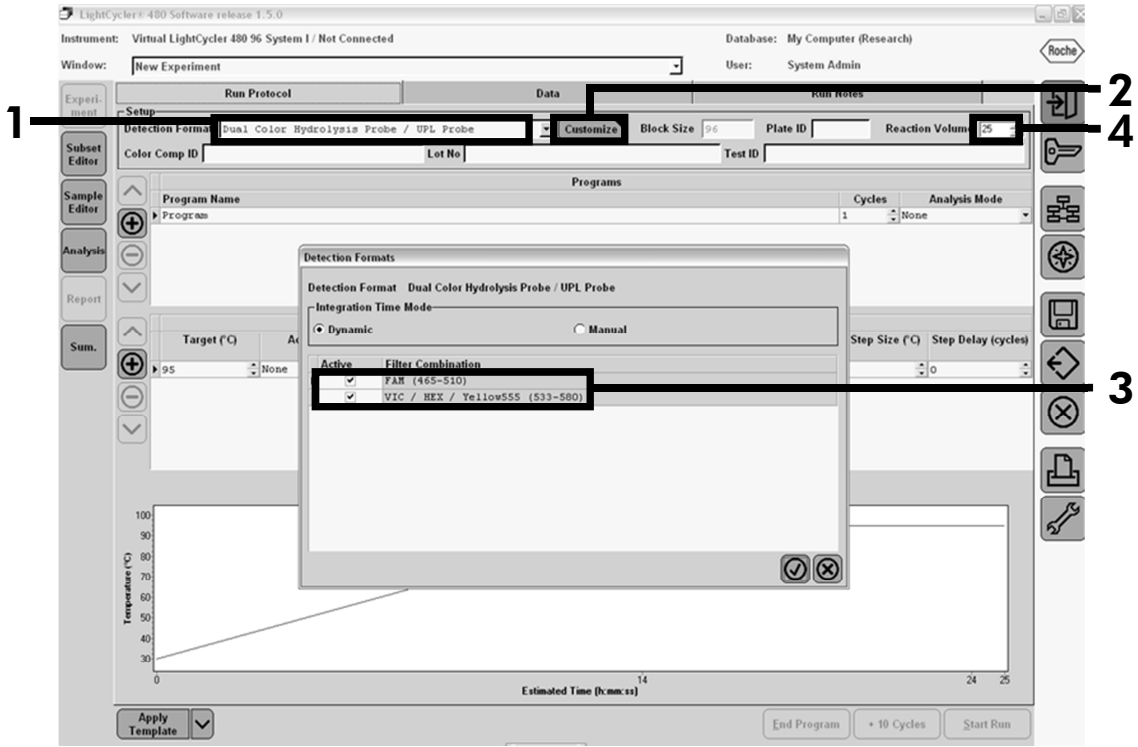 LightCycler® 480 Software release 1.5.0
Instrument: Virtual LightCycler 480 96 System I / Not Connected Database: My Computer (Research)
Window: New Experiment User: System Admin
Roche
Experi-
ment
Subset
Editor
Sample
Editor
Analysis
Report
Sum.
Run Protocol Data Run Notes
Setup
1
2
4
Detection Format Dual Color Hydrolysis Probe / UPL Probe Customize Block Size 96 Plate ID Reaction Volume 25
Color Comp ID Lot No Test ID
Programs
Program Name Cycles Analysis Mode
Program 1 None
Target (°C) Step Size (°C) Step Delay (cycles)
95 None 0
Detection Formats
Detection Format Dual Color Hydrolysis Probe / UPL Probe
Integration Time Mode
Dynamic Manual
Active Filter Combination
FAM (465-510)
VIC / HEX / Yellow555 (533-580)
3
Temperature (°C)
100
90
80
70
60
50
40
30
0 14 24 25
Estimated Time (h:mm:ss)
Apply
Template
End Program + 10 Cycles Start Run